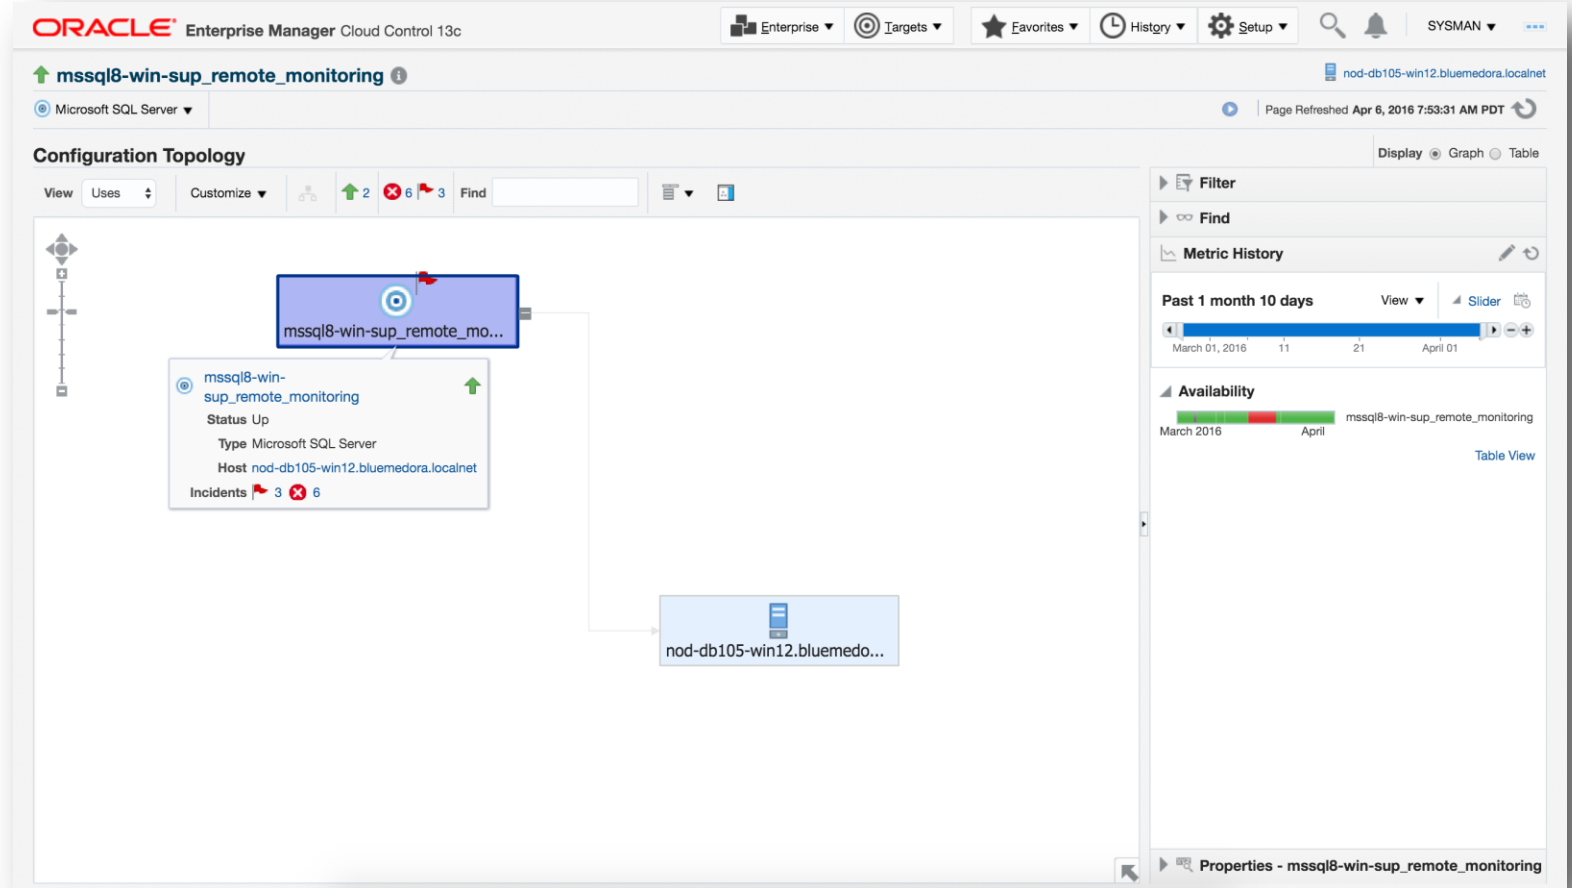 ORACLE Enterprise Manager Cloud Control 13c
Enterprise Targets Favorites History Setup SYSMAN
mssql8-win-sup_remote_monitoring
nod-db105-win12.bluemedora.localnet
Microsoft SQL Server
Page Refreshed Apr 6, 2016 7:53:31 AM PDT
Configuration Topology
Display Graph Table
View Uses Customize 2 6 3 Find
Filter
Find
Metric History
Past 1 month 10 days View Slider
March 01, 2016 11 21 April 01
Availability
mssql8-win-sup_remote_monitoring
March 2016 April
Table View
mssql8-win-sup_remote_mo...
mssql8-win-
sup_remote_monitoring
Status Up
Type Microsoft SQL Server
Host nod-db105-win12.bluemedora.localnet
Incidents 3 6
nod-db105-win12.bluemedo...
Properties - mssql8-win-sup_remote_monitoring